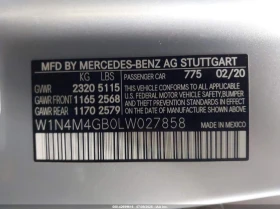 MFD BY MERCEDES-BENZ AG STUTTGART
PASSENGER CAR 775 02/20
KG LBS
GVWR 2320 5115
GAWR FRONT 1165 2568
GAWR REAR 1170 2579
W1N4M4GB0LW027858
MADE IN MEXICO